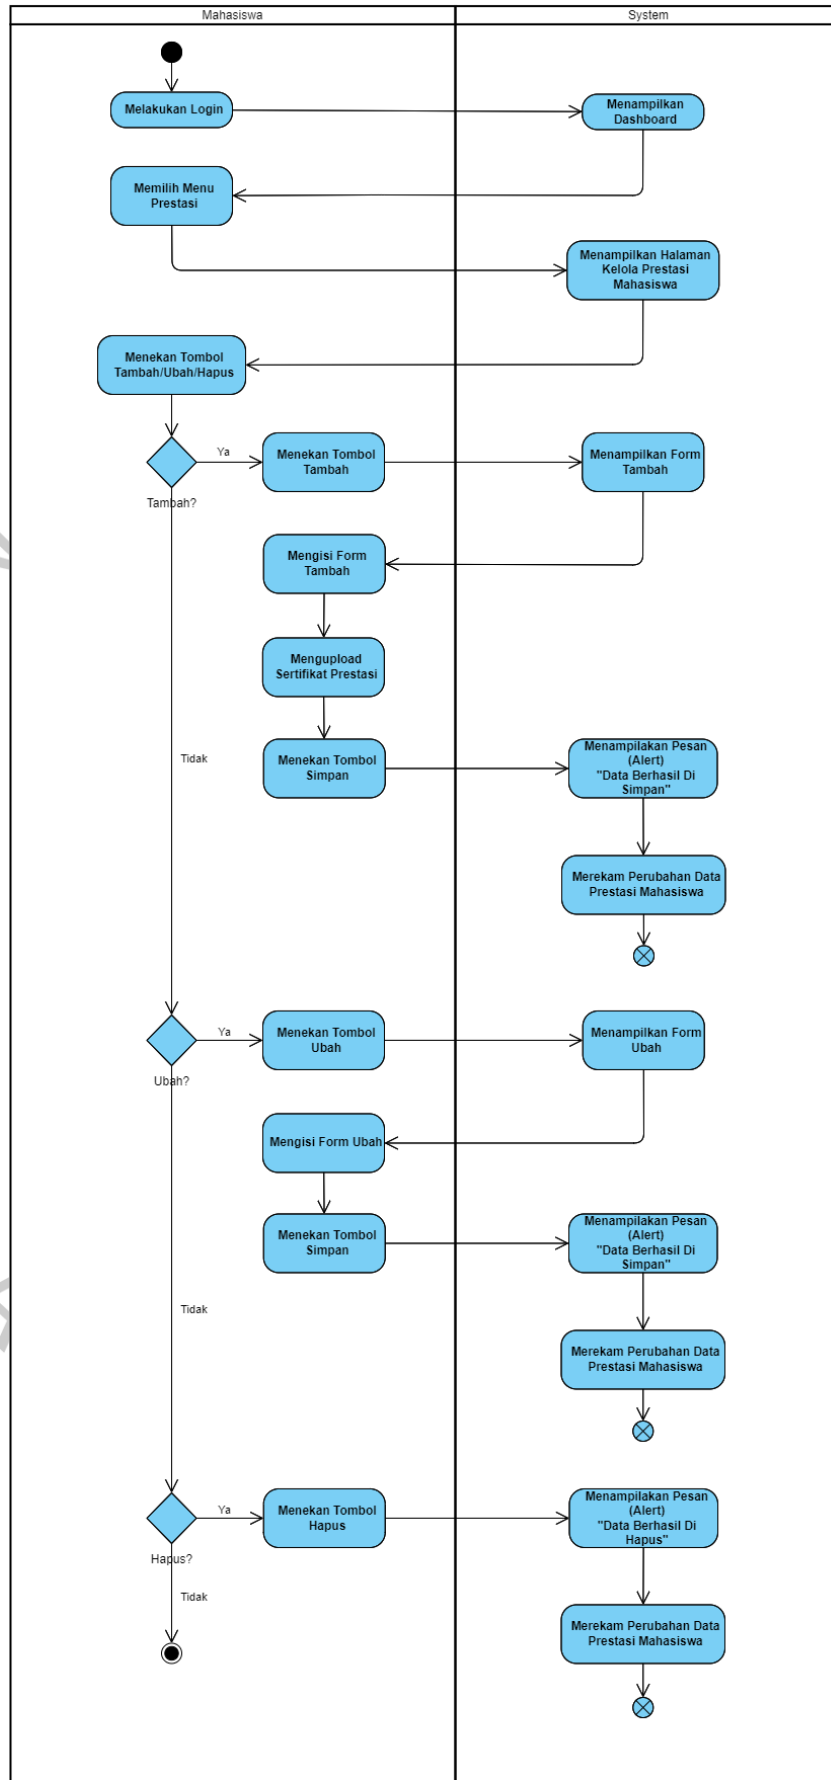 Mahasiswa
System
Melakukan Login
Menampilkan
Dashboard
Memilih Menu
Prestasi
Menampilkan Halaman
Kelola Prestasi
Mahasiswa
Menekan Tombol
Tambah/Ubah/Hapus
Ya
Menekan Tombol
Tambah
Menampilkan Form
Tambah
Tambah?
Mengisi Form
Tambah
Mengupload
Sertifikat Prestasi
Tidak
Menekan Tombol
Simpan
Menampilakan Pesan
(Alert)
"Data Berhasil Di
Simpan"
Merekam Perubahan Data
Prestasi Mahasiswa
Ya
Menekan Tombol
Ubah
Menampilkan Form
Ubah
Ubah?
Mengisi Form Ubah
Menekan Tombol
Simpan
Menampilakan Pesan
(Alert)
"Data Berhasil Di
Simpan"
Tidak
Merekam Perubahan Data
Prestasi Mahasiswa
Ya
Menekan Tombol
Hapus
Menampilakan Pesan
(Alert)
"Data Berhasil Di
Hapus"
Hapus?
Tidak
Merekam Perubahan Data
Prestasi Mahasiswa